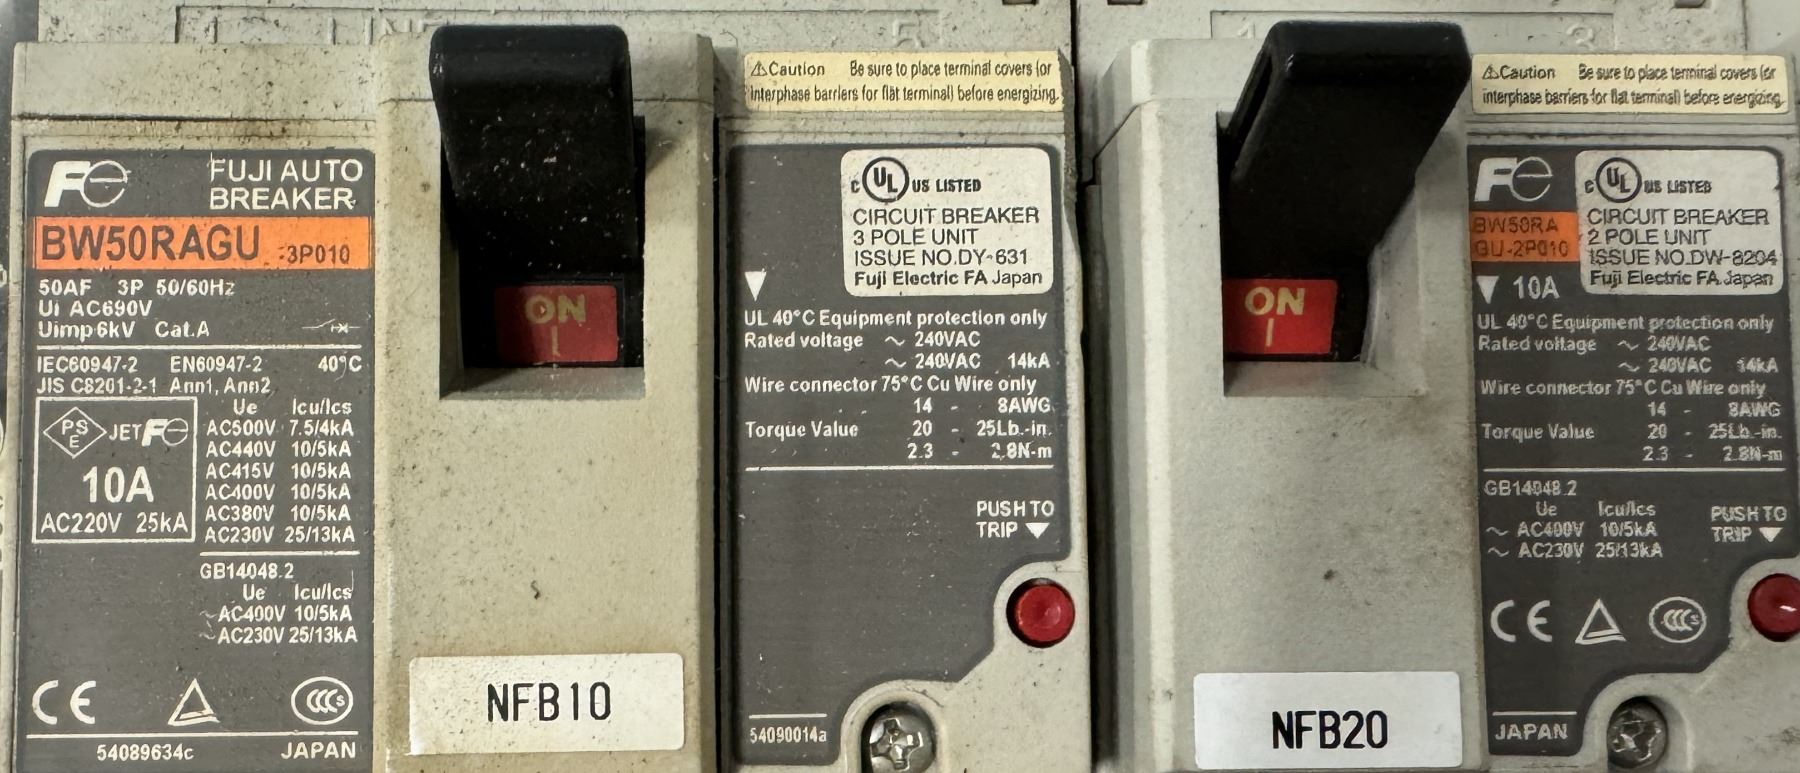 LINE 5
1 3
FUJI AUTO
BREAKER
BW50RAGU -3P010
50AF 3P 50/60Hz
Ui AC690V
Uimp 6kV Cat.A
IEC60947-2 EN60947-2 40°C
JIS C8201-2-1 Ann1, Ann2
PSE JET Fe
10A
AC220V 25kA
Ue Icu/Ics
AC500V 7.5/4kA
AC440V 10/5kA
AC415V 10/5kA
AC400V 10/5kA
AC380V 10/5kA
AC230V 25/13kA
GB14048.2
Ue Icu/Ics
~ AC400V 10/5kA
~ AC230V 25/13kA
CE CCC S
54089634c JAPAN
ON
|
NFB10
⚠Caution Be sure to place terminal covers (or
interphase barriers for flat terminal) before energizing.
c UL US LISTED
CIRCUIT BREAKER
3 POLE UNIT
ISSUE NO.DY-631
Fuji Electric FA Japan
▼
UL 40°C Equipment protection only
Rated voltage ~ 240VAC
~ 240VAC 14kA
Wire connector 75°C Cu Wire only
14 - 8AWG
Torque Value 20 - 25Lb.-in.
2.3 - 2.8N-m
PUSH TO
TRIP ▼
54090014a
ON
|
NFB20
⚠Caution Be sure to place terminal covers (or
interphase barriers for flat terminal) before energizing.
Fe
BW50RA
GU-2P010
▼ 10A
c UL US LISTED
CIRCUIT BREAKER
2 POLE UNIT
ISSUE NO.DW-8204
Fuji Electric FA Japan
UL 40°C Equipment protection only
Rated voltage ~ 240VAC
~ 240VAC 14kA
Wire connector 75°C Cu Wire only
14 - 8AWG
Torque Value 20 - 25Lb.-in.
2.3 - 2.8N-m
GB14048.2
Ue Icu/Ics
~ AC400V 10/5kA
~ AC230V 25/13kA
PUSH TO
TRIP ▼
CE CCC S
JAPAN